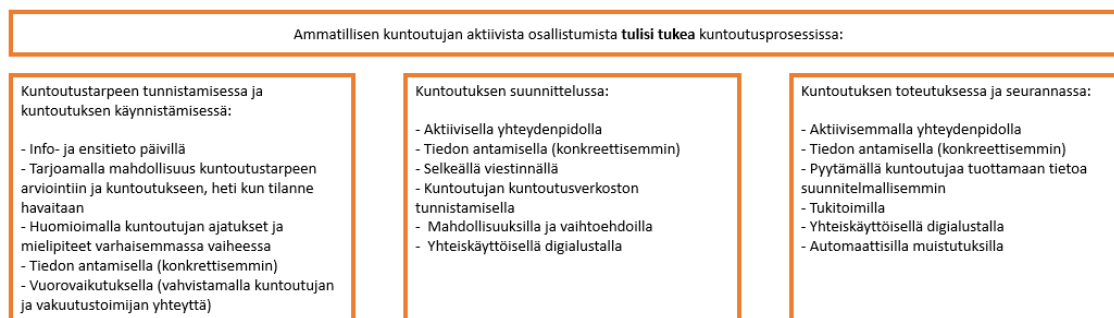 Ammatillisen kuntoutujan aktiivista osallistumista tulisi tukea kuntoutusprosessissa:
Kuntoutustarpeen tunnistamisessa ja
kuntoutuksen käynnistämisessä:
- Info- ja ensitieto päivillä
- Tarjoamalla mahdollisuus kuntoutustarpeen
arviointiin ja kuntoutukseen, heti kun tilanne
havaitaan
- Huomioimalla kuntoutujan ajatukset ja
mielipiteet varhaisemmassa vaiheessa
- Tiedon antamisella (konkrettisemmin)
- Vuorovaikutuksella (vahvistamalla kuntoutujan
ja vakuutustoimijan yhteyttä)
Kuntoutuksen suunnittelussa:
- Aktiivisella yhteydenpidolla
- Tiedon antamisella (konkreettisemmin)
- Selkeällä viestinnällä
- Kuntoutujan kuntoutusverkoston
tunnistamisella
- Mahdollisuuksilla ja vaihtoehdoilla
- Yhteiskäyttöisellä digialustalla
Kuntoutuksen toteutuksessa ja seurannassa:
- Aktiivisemmalla yhteydenpidolla
- Tiedon antamisella (konkreettisemmin)
- Pyytämällä kuntoutujaa tuottamaan tietoa
suunnitelmallisemmin
- Tukitoimilla
- Yhteiskäyttöisellä digialustalla
- Automaattisilla muistutuksilla